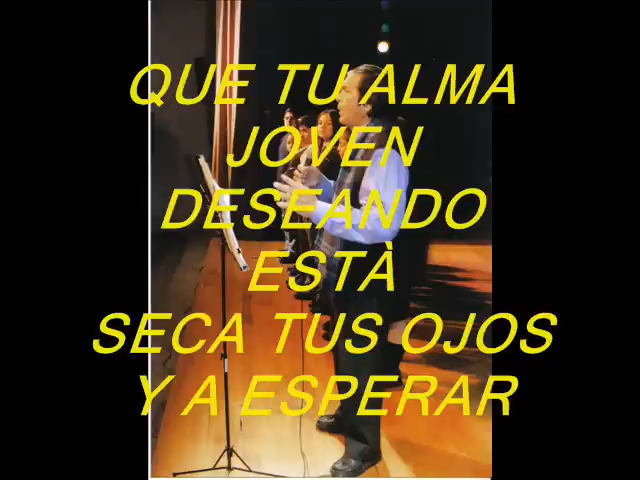 QUE TU ALMA
JOVEN
DESEANDO
ESTÀ
SECA TUS OJOS
Y A ESPERAR